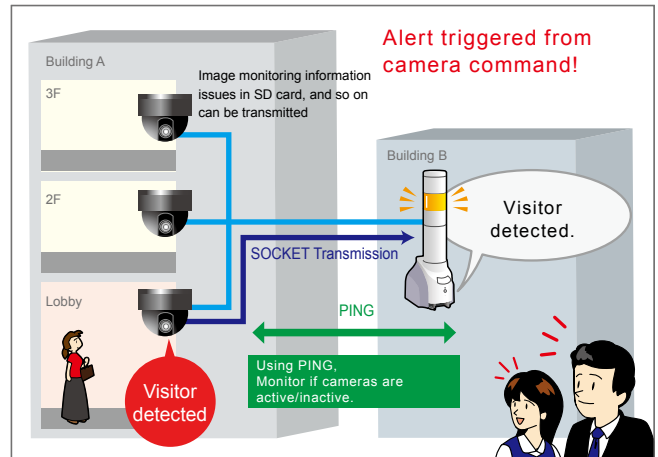 Alert triggered from
camera command!
Building A
Image monitoring information
issues in SD card, and so on
can be transmitted
3F
2F
Lobby
Visitor
detected
SOCKET Transmission
PING
Using PING,
Monitor if cameras are
active/inactive.
Building B
Visitor
detected.